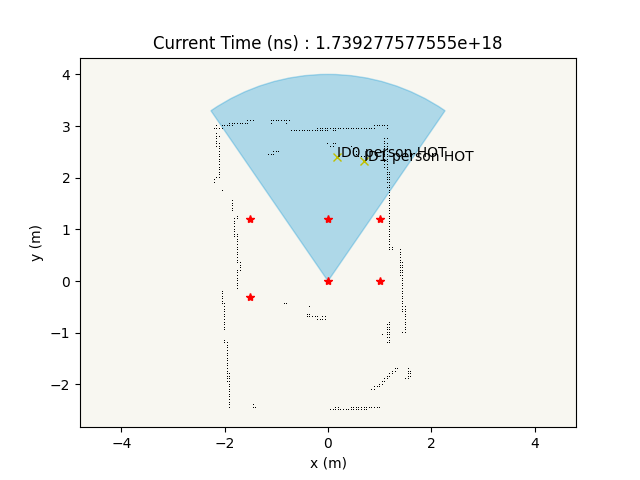 Current Time (ns) : 1.739277577555e+18
4
3
2
1
0
−1
−2
y (m)
ID0 person HOT
ID1 person HOT
−4
−2
0
2
4
x (m)